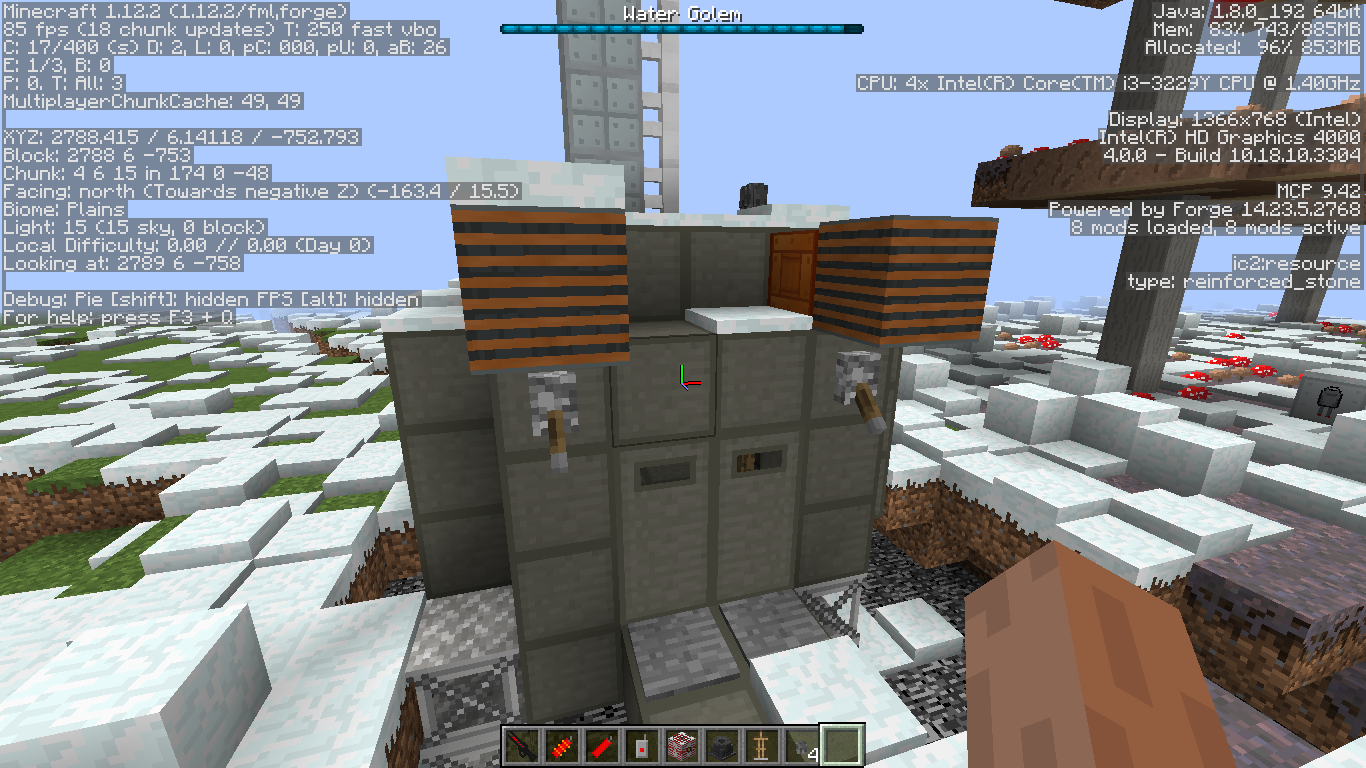 Minecraft 1.12.2 (1.12.2/fml,forge)
85 fps (18 chunk updates) T: 250 fast vbo
C: 17/400 (s) D: 2, L: 0, pC: 000, pU: 0, aB: 26
E: 1/3, B: 0
P: 0. T: All: 3
MultiplayerChunkCache: 49, 49
XYZ: 2788.415 / 6.14118 / -752.793
Block: 2788 6 -753
Chunk: 4 6 15 in 174 0 -48
Facing: north (Towards negative Z) (-163.4 / 15.5)
Biome: Plains
Light: 15 (15 sky, 0 block)
Local Difficulty: 0.00 // 0.00 (Day 0)
Looking at: 2789 6 -758
Debug: Pie [shift]: hidden FPS [alt]: hidden
For help: press F3 + Q
Water Golem
Java: 1.8.0_192 64bit
Mem: 83% 743/885MB
Allocated: 96% 853MB
CPU: 4x Intel(R) Core(TM) i3-3229Y CPU @ 1.40GHz
Display: 1366x768 (Intel)
Intel(R) HD Graphics 4000
4.0.0 - Build 10.18.10.3304
MCP 9.42
Powered by Forge 14.23.5.2768
8 mods loaded, 8 mods active
ic2:resource
type: reinforced_stone
4